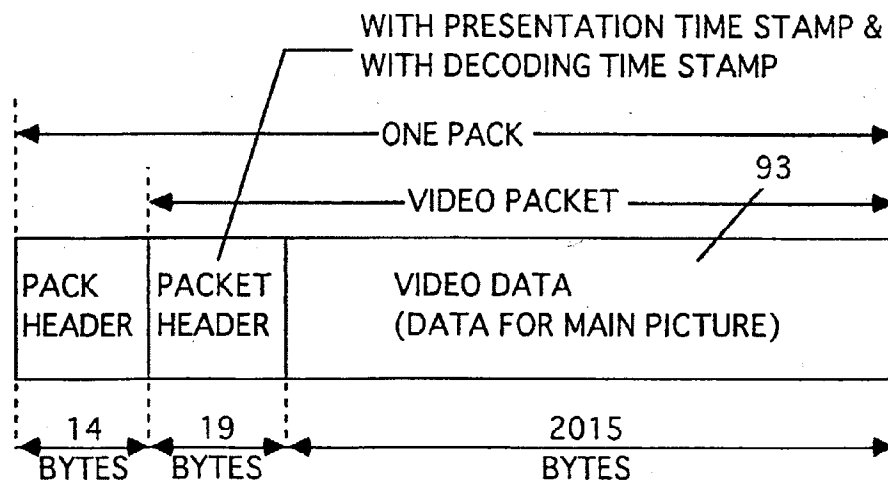 WITH PRESENTATION TIME STAMP &
WITH DECODING TIME STAMP
ONE PACK
93
VIDEO PACKET
PACK
HEADER
PACKET
HEADER
VIDEO DATA
(DATA FOR MAIN PICTURE)
14
BYTES
19
BYTES
2015
BYTES